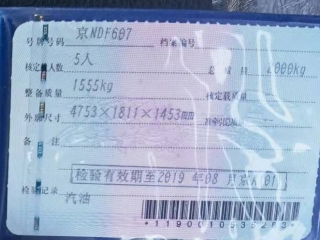 号牌号码 京NDF607 档案编号
核定载人数 5人 总质量 2000kg
整备质量 1555kg 核定载质量
外廓尺寸 4753×1811×1453mm
备注
检验有效期至2019年08月京A(01)
检验记录 汽油